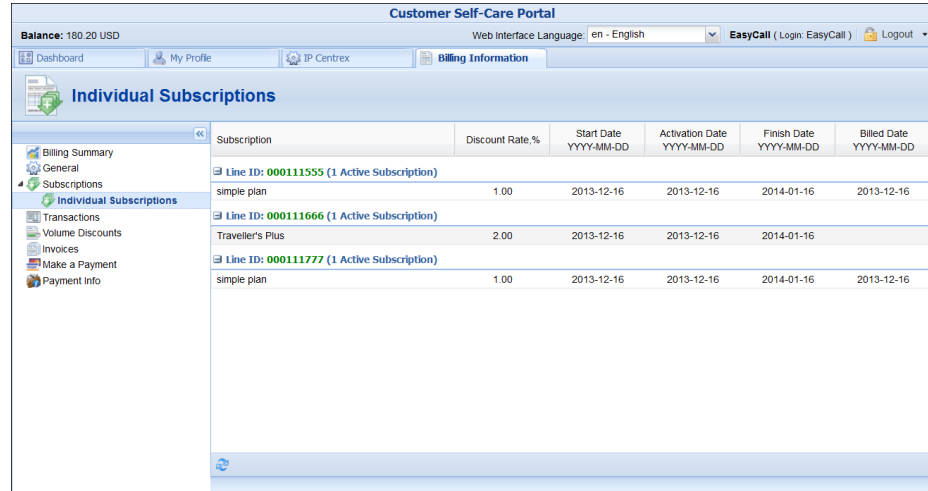 Customer Self-Care Portal
Balance: 180.20 USD Web Interface Language: en - English EasyCall ( Login: EasyCall ) Logout
Dashboard My Profile IP Centrex Billing Information
Individual Subscriptions
Billing Summary
General
Subscriptions
Individual Subscriptions
Transactions
Volume Discounts
Invoices
Make a Payment
Payment Info
Subscription Discount Rate,% Start Date YYYY-MM-DD Activation Date YYYY-MM-DD Finish Date YYYY-MM-DD Billed Date YYYY-MM-DD
Line ID: 000111555 (1 Active Subscription)
simple plan 1.00 2013-12-16 2013-12-16 2014-01-16 2013-12-16
Line ID: 000111666 (1 Active Subscription)
Traveller's Plus 2.00 2013-12-16 2013-12-16 2014-01-16
Line ID: 000111777 (1 Active Subscription)
simple plan 1.00 2013-12-16 2013-12-16 2014-01-16 2013-12-16